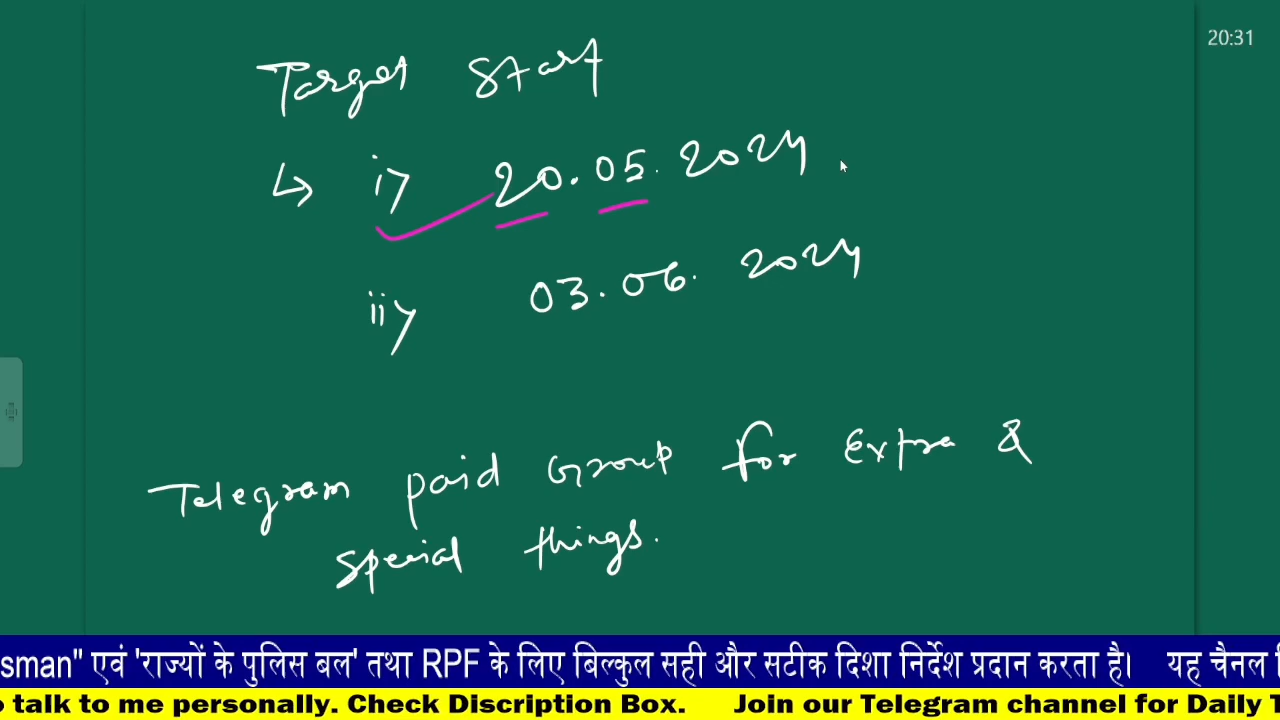 20:31
Target Start
↳ i> 20.05.2024
ii> 03.06.2024
Telegram paid Group for Extra &
special things.
sman" एवं 'राज्यों के पुलिस बल' तथा RPF के लिए बिल्कुल सही और सटीक दिशा निर्देश प्रदान करता है। यह चैनल
o talk to me personally. Check Discription Box. Join our Telegram channel for Daily T